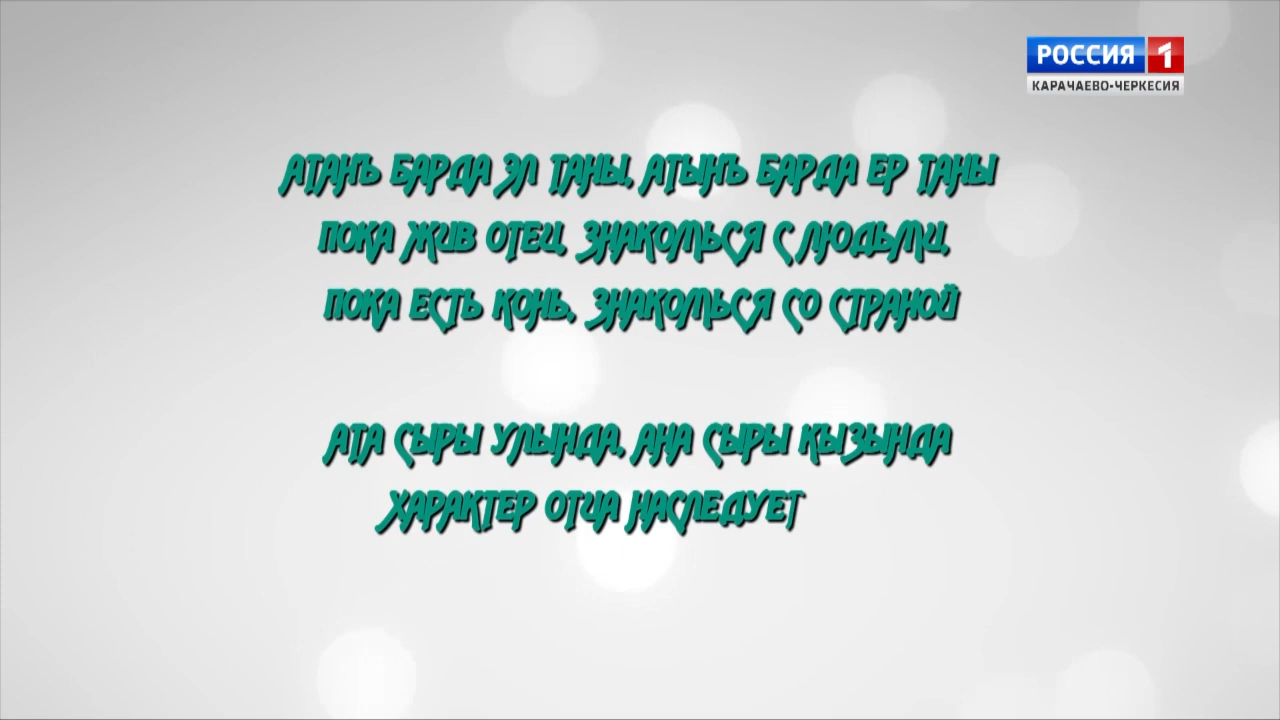 РОССИЯ 1
КАРАЧАЕВО-ЧЕРКЕСИЯ
АТАНЪ БАРДА ЭЛ ТАНЫ, АТЫНЪ БАРДА ЕР ТАНЫ
ПОКА ЖИВ ОТЕЦ, ЗНАКОМЬСЯ С ЛЮДЬМИ,
ПОКА ЕСТЬ КОНЬ, ЗНАКОМЬСЯ СО СТРАНОЙ
АТА СЫРЫ УЛЫНДА, АНА СЫРЫ КЫЗЫНДА
ХАРАКТЕР ОТЦА НАСЛЕДУЕТ